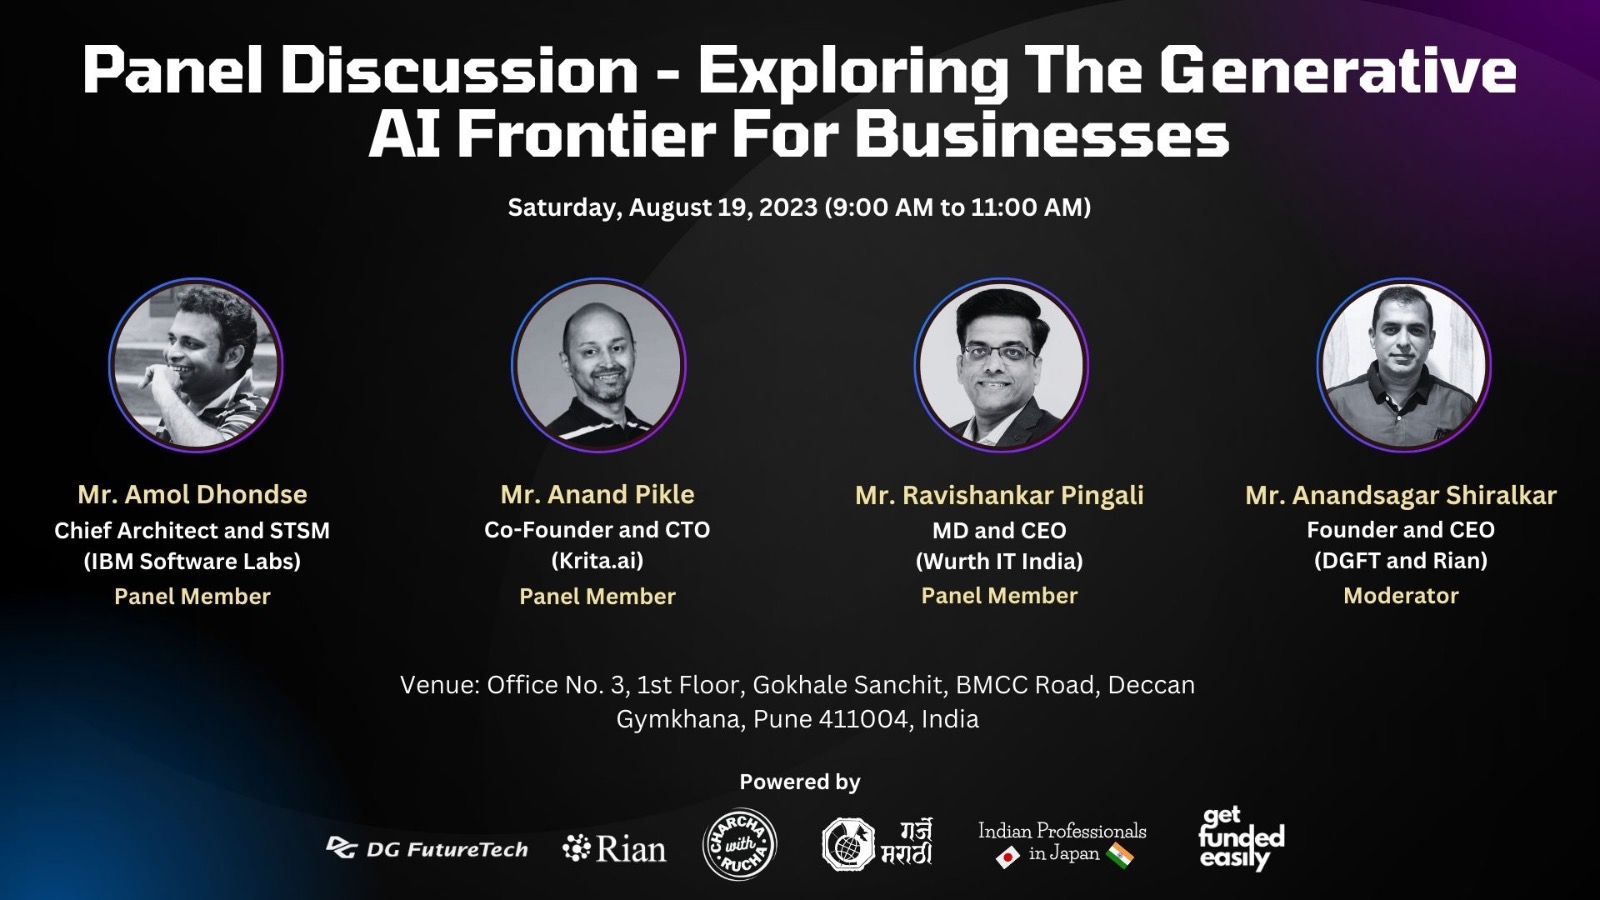 Panel Discussion - Exploring The Generative
AI Frontier For Businesses
Saturday, August 19, 2023 (9:00 AM to 11:00 AM)
Mr. Amol Dhondse
Chief Architect and STSM
(IBM Software Labs)
Panel Member
Mr. Anand Pikle
Co-Founder and CTO
(Krita.ai)
Panel Member
Mr. Ravishankar Pingali
MD and CEO
(Wurth IT India)
Panel Member
Mr. Anandsagar Shiralkar
Founder and CEO
(DGFT and Rian)
Moderator
Venue: Office No. 3, 1st Floor, Gokhale Sanchit, BMCC Road, Deccan
Gymkhana, Pune 411004, India
Powered by
DG FutureTech
Rian
CHARCHA
with
RUCHA
गर्जे
मराठी
Indian Professionals
in Japan
get
funded
easily